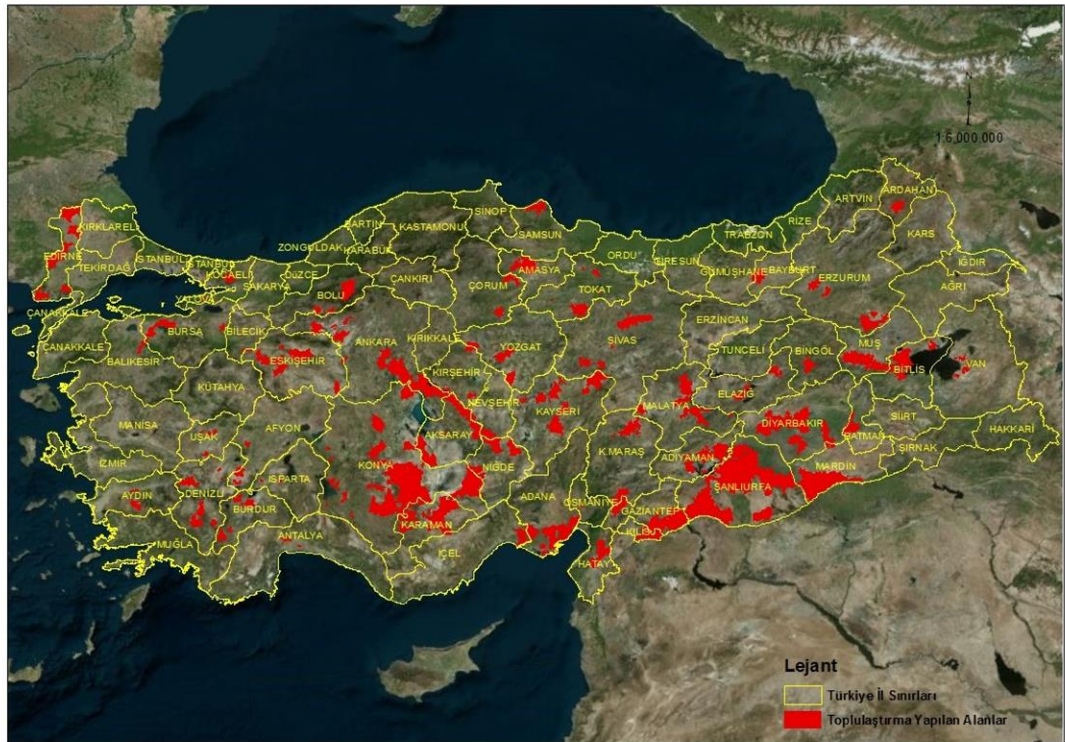 N
1:6,000,000
ARDAHAN
ARTVİN
RİZE
KARS
SİNOP
BARTIN
KASTAMONU
SAMSUN
TRABZON
KIRKLARELİ
ZONGULDAK
KARABÜK
ORDU
GİRESUN
GÜMÜŞHANE
BAYBURT
IĞDIR
EDİRNE
İSTANBUL
İSTANBUL
TEKİRDAĞ
KOCAELİ
DÜZCE
ÇANKIRI
AMASYA
ERZURUM
SAKARYA
AĞRI
YALOVA
BOLU
ÇORUM
TOKAT
ÇANAKKALE
ERZİNCAN
BURSA
BİLECİK
ANKARA
KIRIKKALE
SİVAS
MUŞ
ÇANAKKALE
YOZGAT
TUNCELİ
BİNGÖL
BALIKESİR
ESKİŞEHİR
VAN
BİTLİS
KIRŞEHİR
KÜTAHYA
ELAZIĞ
NEVŞEHİR
MALATYA
KAYSERİ
SİİRT
MANİSA
AFYON
DİYARBAKIR
HAKKARİ
UŞAK
AKSARAY
BATMAN
ŞIRNAK
K.MARAŞ
ADIYAMAN
İZMİR
KONYA
NİĞDE
MARDİN
ISPARTA
ŞANLIURFA
AYDIN
DENİZLİ
ADANA
OSMANİYE
BURDUR
GAZİANTEP
KARAMAN
KİLİS
ANTALYA
MUĞLA
İÇEL
HATAY
Lejant
Türkiye İl Sınırları
Toplulaştırma Yapılan Alanlar